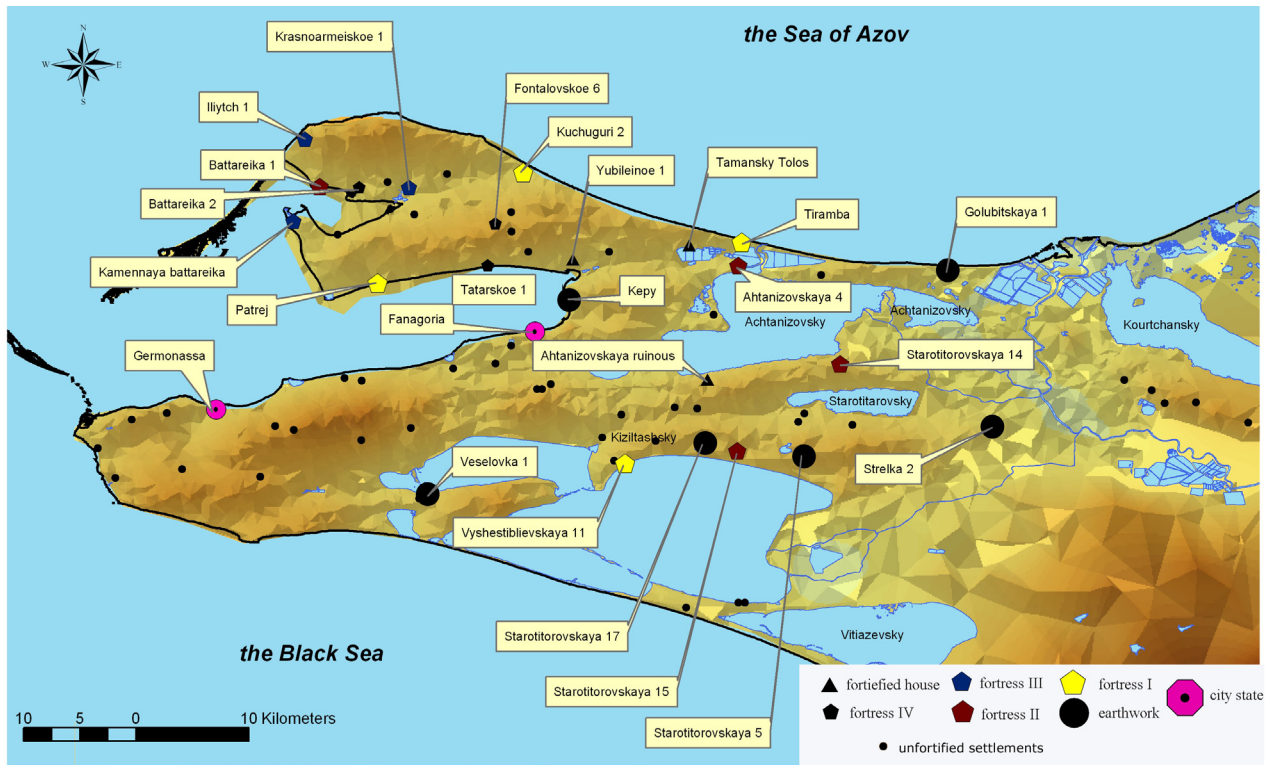 the Sea of Azov
Krasnoarmeiskoe 1
N
W E
S
Fontalovskoe 6
Iliytch 1
Kuchuguri 2
Battareika 1
Yubileinoe 1
Tamansky Tolos
Battareika 2
Tiramba
Golubitskaya 1
Kamennaya battareika
Patrej
Tatarskoe 1
Kepy
Ahtanizovskaya 4
Achtanizovsky
Achtanizovsky
Kourtchansky
Fanagoria
Germonassa
Ahtanizovskaya ruinous
Starotitorovskaya 14
Starotitarovsky
Kiziltashsky
Veselovka 1
Strelka 2
Vyshestiblievskaya 11
Starotitorovskaya 17
Vitiazevsky
the Black Sea
Starotitorovskaya 15
Starotitorovskaya 5
10 5 0 10 Kilometers
fortiefied house
fortress III
fortress I
city state
fortress IV
fortress II
earthwork
unfortified settlements